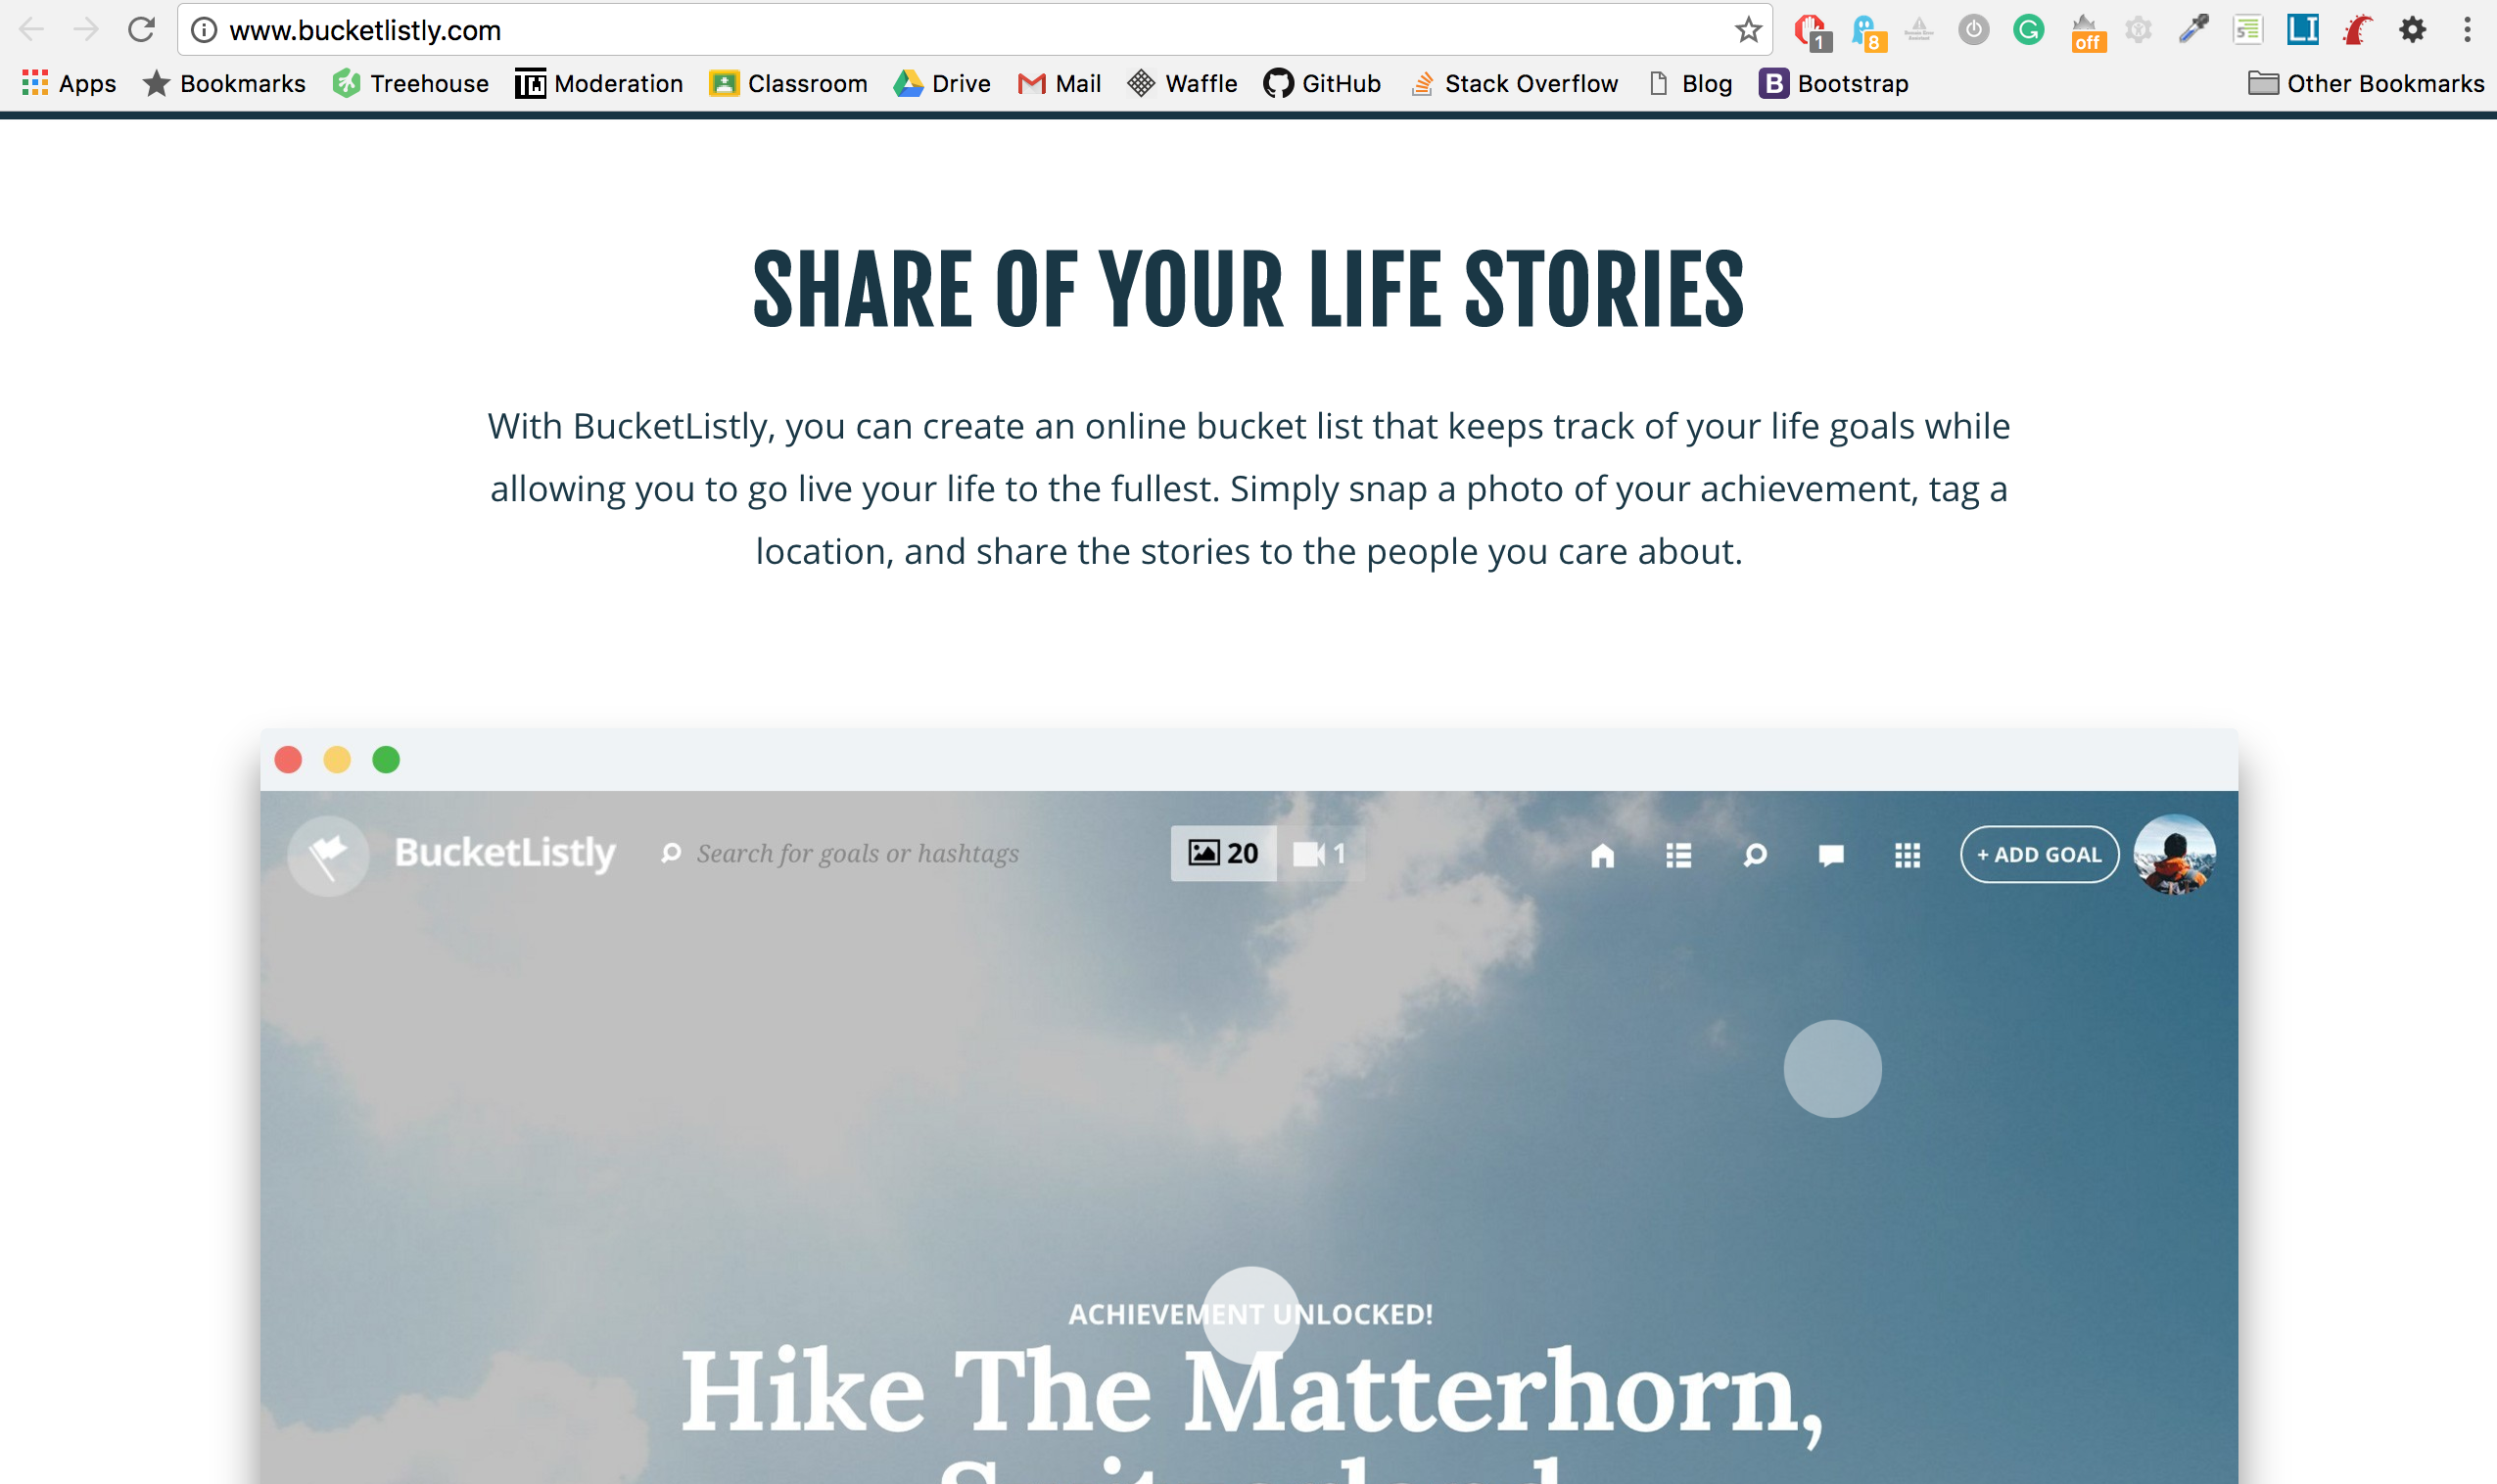 www.bucketlistly.com
1
8
off
LI
Apps Bookmarks Treehouse Moderation Classroom Drive Mail Waffle GitHub Stack Overflow Blog B Bootstrap Other Bookmarks
SHARE OF YOUR LIFE STORIES
With BucketListly, you can create an online bucket list that keeps track of your life goals while
allowing you to go live your life to the fullest. Simply snap a photo of your achievement, tag a
location, and share the stories to the people you care about.
BucketListly Search for goals or hashtags 20 1 + ADD GOAL
ACHIEVEMENT UNLOCKED!
Hike The Matterhorn,
Switzerland